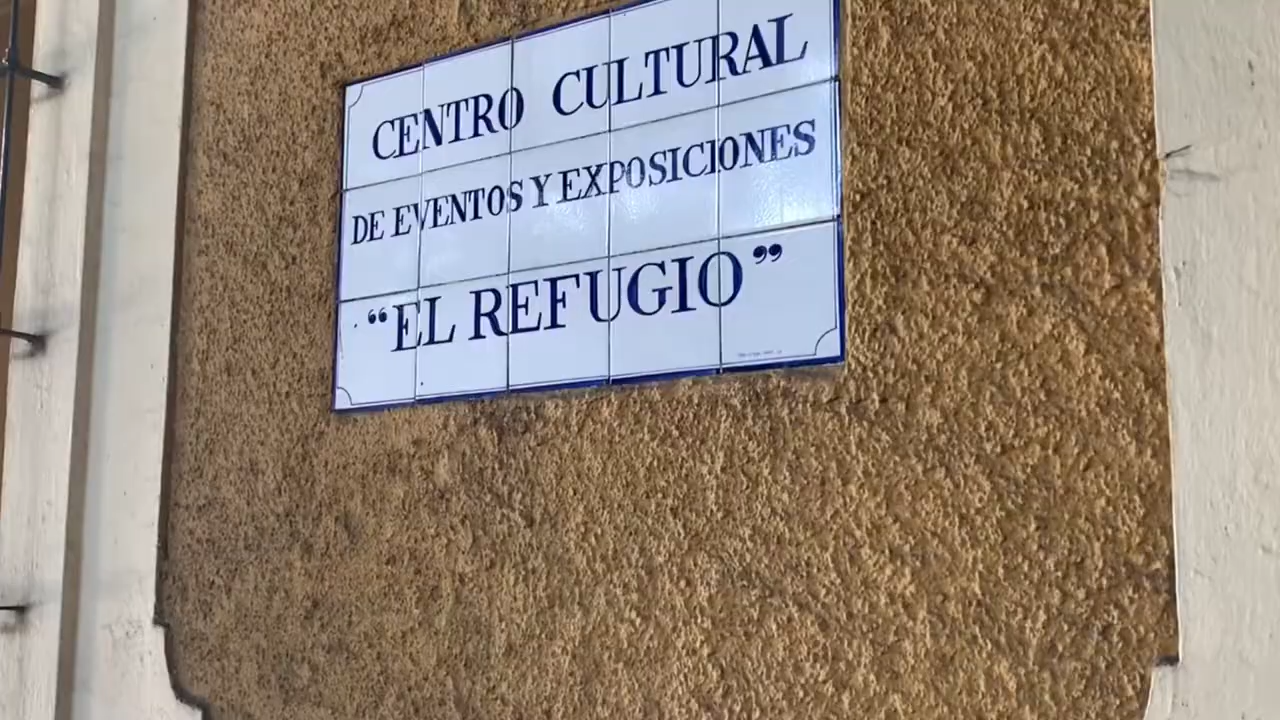 CENTRO CULTURAL
DE EVENTOS Y EXPOSICIONES
“EL REFUGIO”